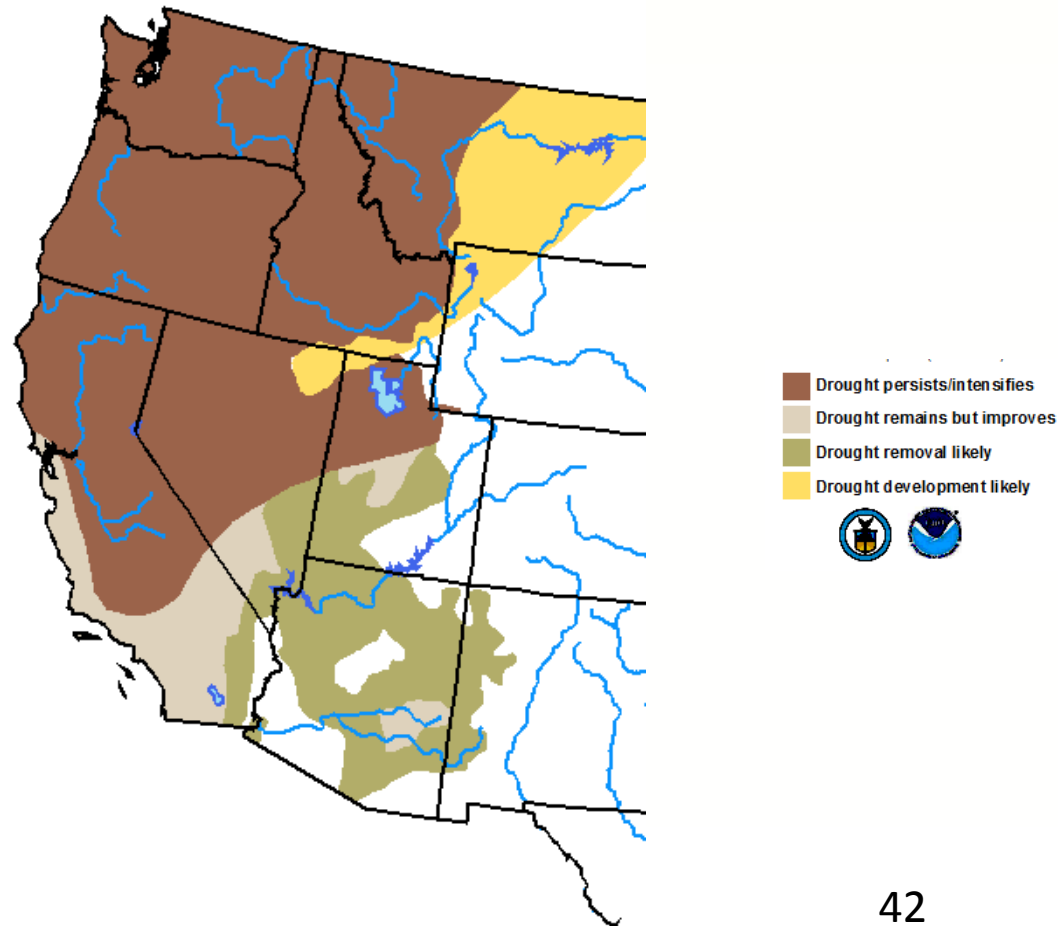 Drought persists/intensifies
Drought remains but improves
Drought removal likely
Drought development likely
42